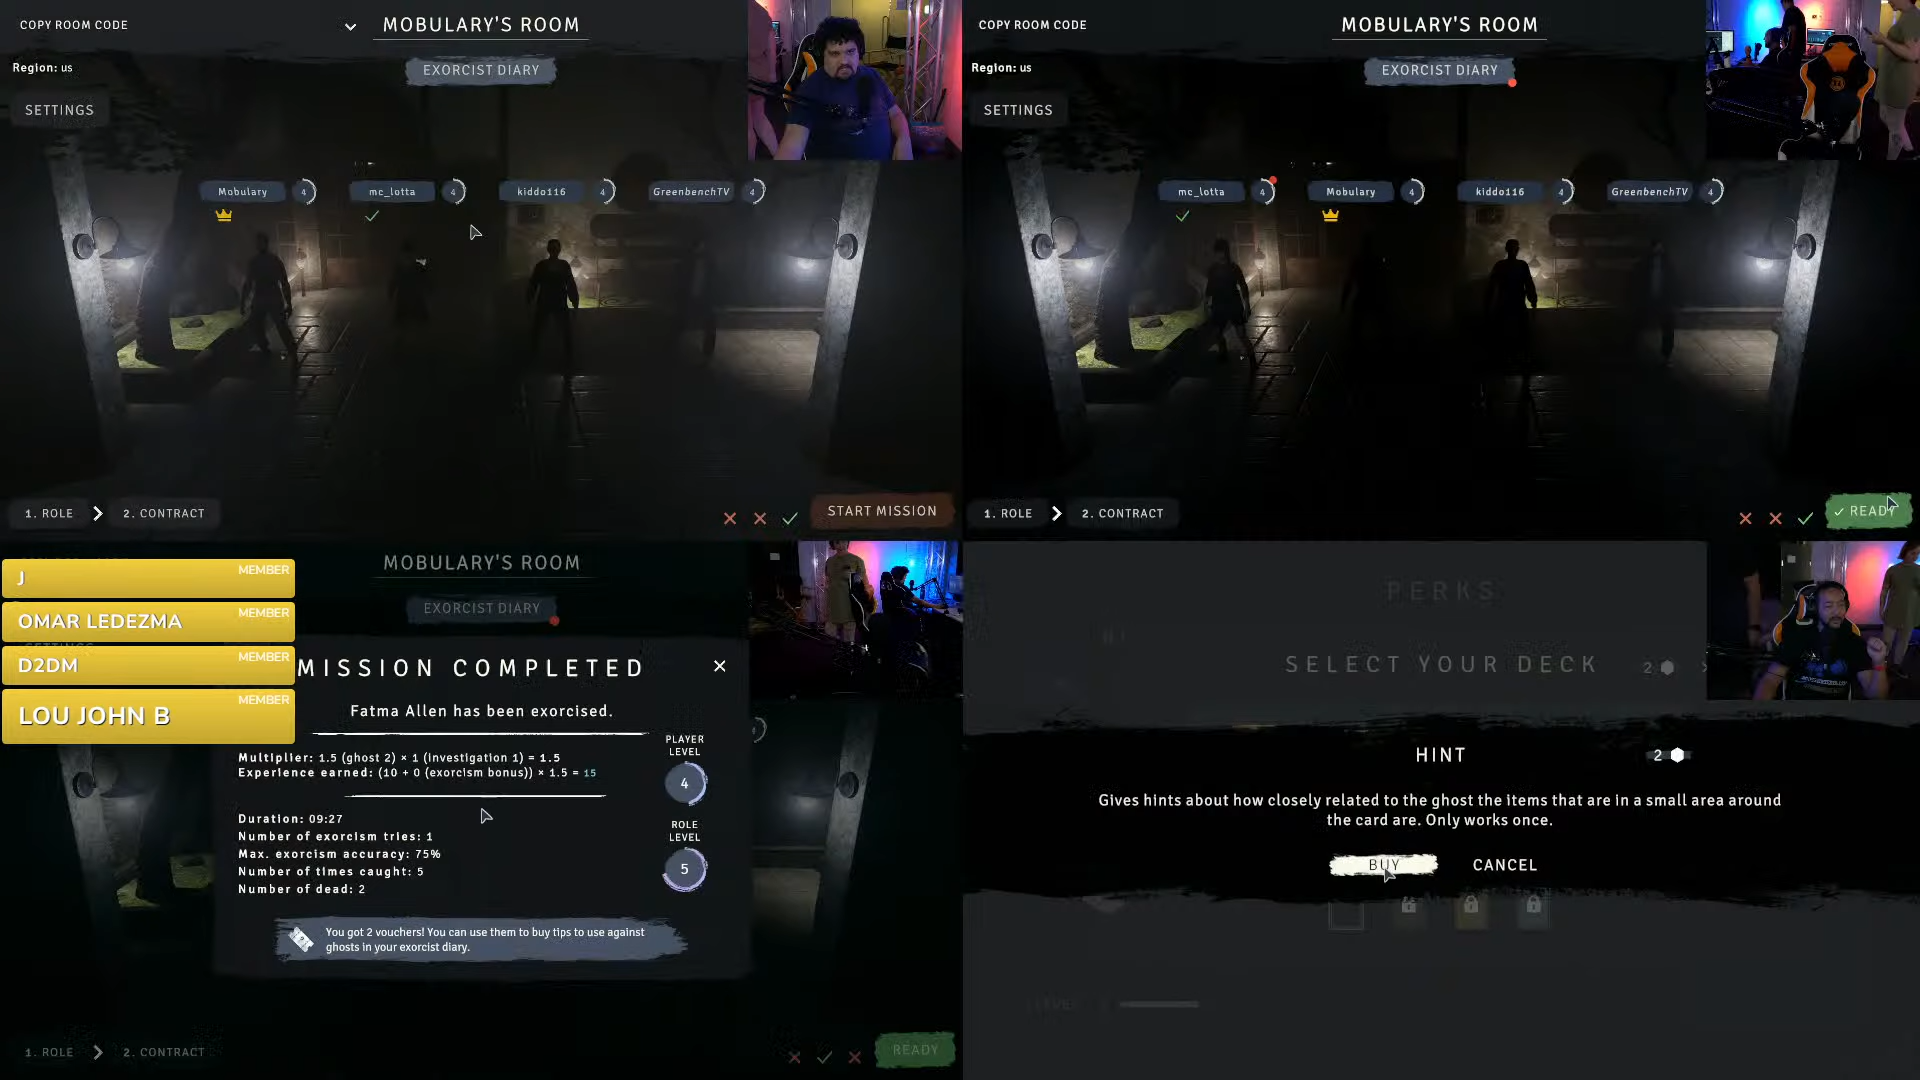 COPY ROOM CODE
MOBULARY'S ROOM
Region: us
EXORCIST DIARY
SETTINGS
Mobulary 4
mc_lotta 4
kiddo116 4
GreenbenchTV 4
1. ROLE
2. CONTRACT
START MISSION
COPY ROOM CODE
MOBULARY'S ROOM
Region: us
EXORCIST DIARY
SETTINGS
mc_lotta 4
Mobulary 4
kiddo116 4
GreenbenchTV 4
1. ROLE
2. CONTRACT
READY
MOBULARY'S ROOM
EXORCIST DIARY
J MEMBER
OMAR LEDEZMA MEMBER
D2DM MEMBER
LOU JOHN B MEMBER
MISSION COMPLETED
Fatma Allen has been exorcised.
Multiplier: 1.5 (ghost 2) × 1 (investigation 1) = 1.5
Experience earned: (10 + 0 (exorcism bonus)) × 1.5 = 15
PLAYER
LEVEL
4
Duration: 09:27
Number of exorcism tries: 1
Max. exorcism accuracy: 75%
Number of times caught: 5
Number of dead: 2
ROLE
LEVEL
5
You got 2 vouchers! You can use them to buy tips to use against
ghosts in your exorcist diary.
1. ROLE
2. CONTRACT
READY
PERKS
SELECT YOUR DECK
2
HINT
2
Gives hints about how closely related to the ghost the items that are in a small area around
the card are. Only works once.
BUY
CANCEL